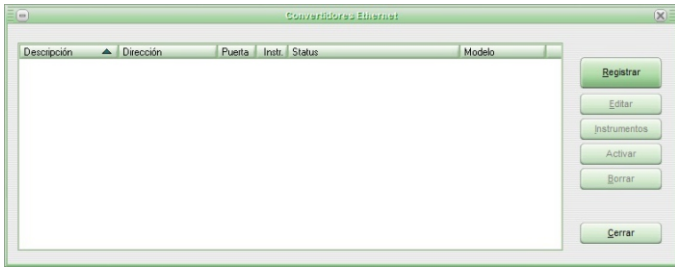 Convertidores Ethernet
Descripción Dirección Puerta Instr. Status Modelo
Registrar
Editar
Instrumentos
Activar
Borrar
Cerrar